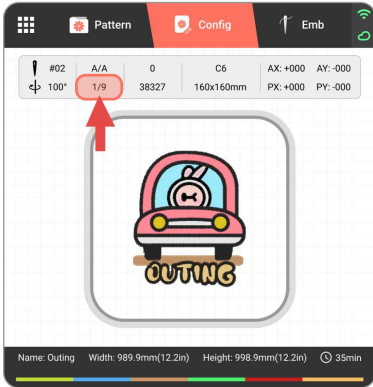 Pattern Config Emb
#02 A/A 0 C6 AX: +000 AY: -000
100° 1/9 38327 160x160mm PX: +000 PY: -000
OUTING
Name: Outing Width: 989.9mm(12.2in) Height: 998.9mm(12.2in) 35min